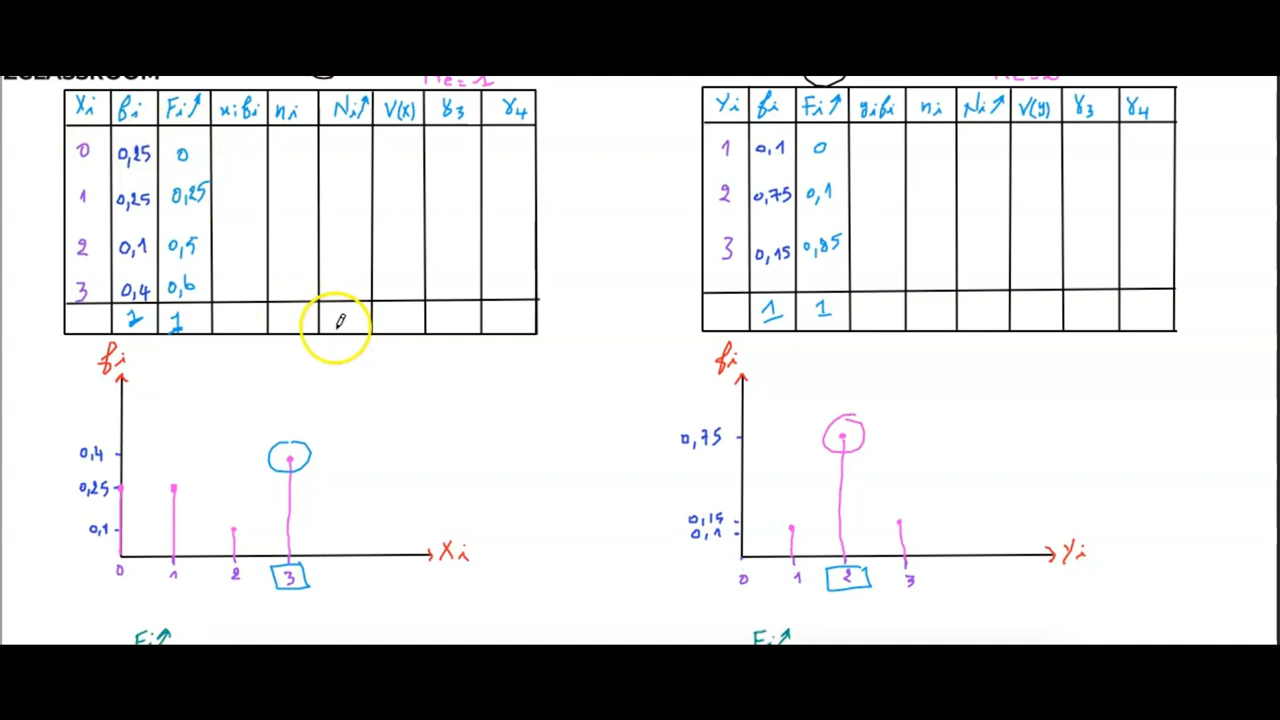 ECLASSROOM
Me = 1
Xi fi Fi↗ xifi ni Ni↗ V(X) γ3 γ4
0 0,25 0
1 0,25 0,25
2 0,1 0,5
3 0,4 0,6
1 1
Yi fi Fi↗ yifi ni Ni↗ V(y) γ3 γ4
1 0,1 0
2 0,75 0,1
3 0,15 0,85
1 1
fi
0,4
0,25
0,1
0 1 2 3
Xi
fi
0,75
0,15
0,1
0 1 2 3
Yi
Fi↗
Fi↗